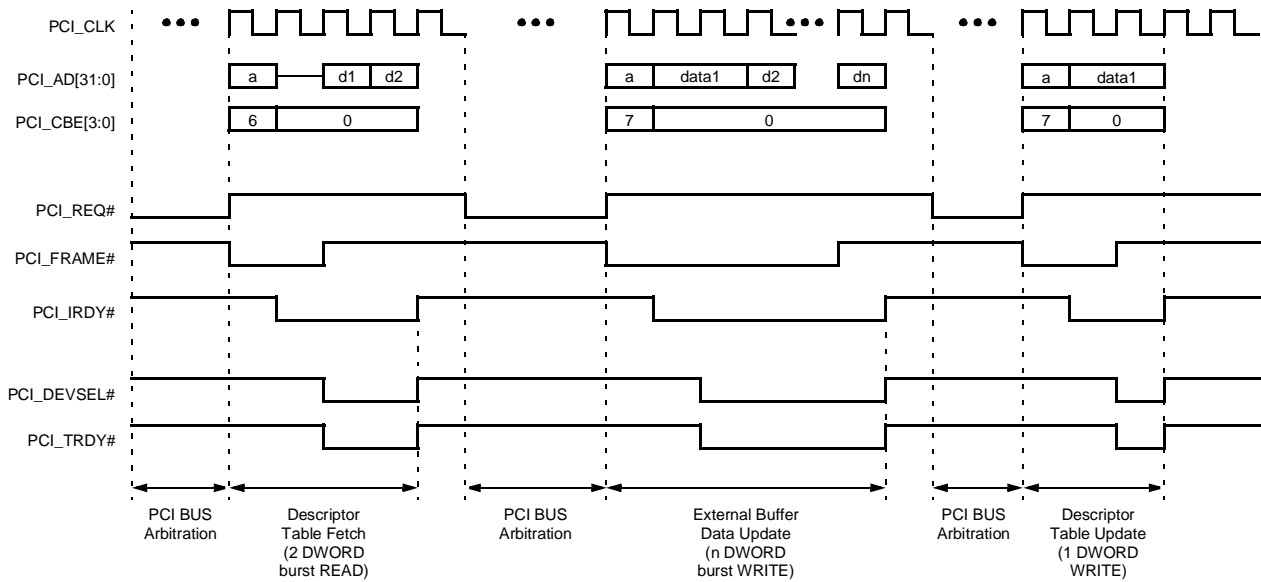 PCI_CLK
PCI_AD[31:0]
a
d1
d2
a
data1
d2
dn
a
data1
PCI_CBE[3:0]
6
0
7
0
7
0
PCI_REQ#
PCI_FRAME#
PCI_IRDY#
PCI_DEVSEL#
PCI_TRDY#
PCI BUS
Arbitration
Descriptor
Table Fetch
(2 DWORD
burst READ)
PCI BUS
Arbitration
External Buffer
Data Update
(n DWORD
burst WRITE)
PCI BUS
Arbitration
Descriptor
Table Update
(1 DWORD
WRITE)